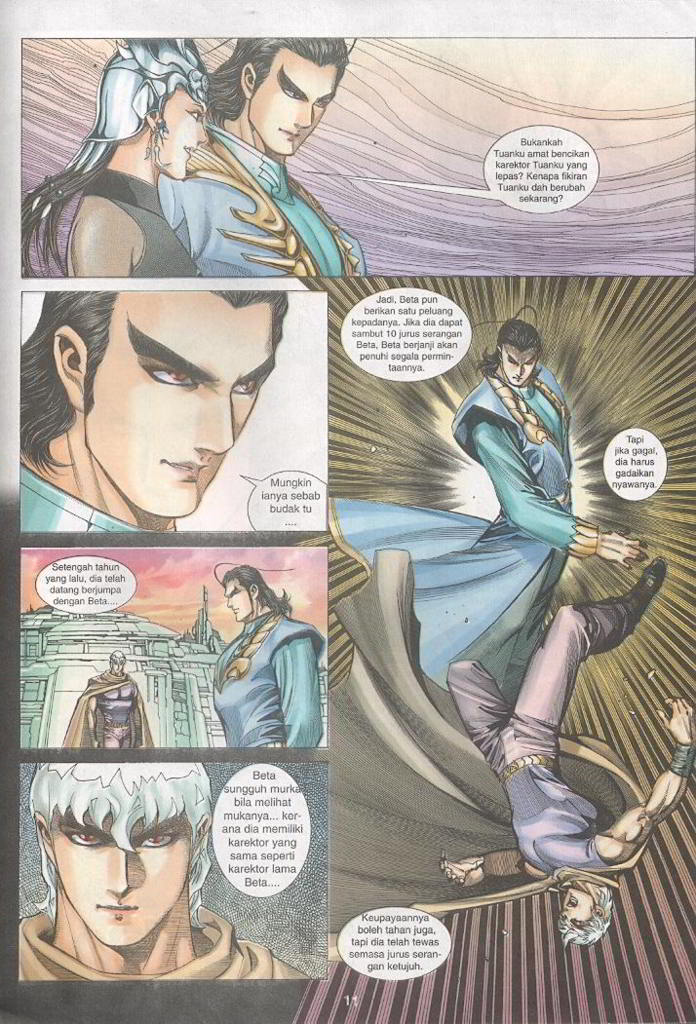 Bukankah
Tuanku amat bencikan
karektor Tuanku yang
lepas? Kenapa fikiran
Tuanku dah berubah
sekarang?
Mungkin
ianya sebab
budak tu
....
Setengah tahun
yang lalu, dia telah
datang berjumpa
dengan Beta....
Beta
sungguh murka
bila melihat
mukanya... ker-
ana dia memiliki
karektor yang
sama seperti
karektor lama
Beta....
Jadi, Beta pun
berikan satu peluang
kepadanya. Jika dia dapat
sambut 10 jurus serangan
Beta, Beta berjanji akan
penuhi segala permin-
taannya.
Tapi
jika gagal,
dia harus
gadaikan
nyawanya.
Keupayaannya
boleh tahan juga,
tapi dia telah tewas
semasa jurus seran-
gan ketujuh.
11